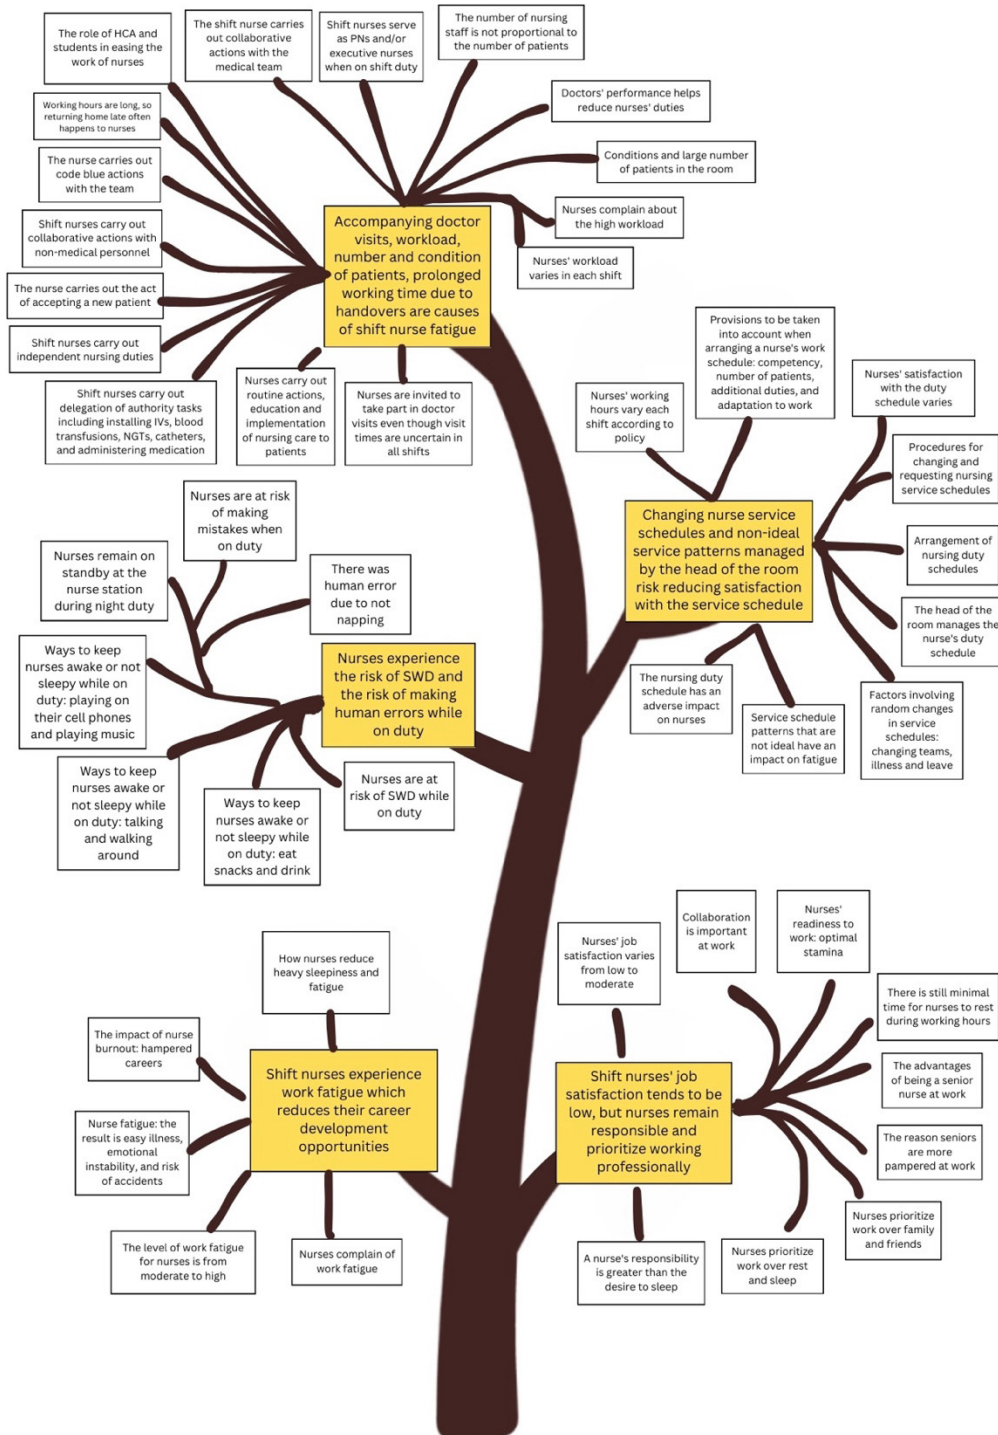 The role of HCA and
students in easing the
work of nurses
The shift nurse carries
out collaborative
actions with the
medical team
Shift nurses serve
as PNs and/or
executive nurses
when on shift duty
The number of nursing
staff is not proportional to
the number of patients
Working hours are long, so
returning home late often
happens to nurses
Doctors' performance helps
reduce nurses' duties
The nurse carries out
code blue actions
with the team
Conditions and large number
of patients in the room
Shift nurses carry out
collaborative actions with
non-medical personnel
Nurses complain about
the high workload
Nurses' workload
varies in each shift
The nurse carries out the act
of accepting a new patient
Shift nurses carry out
independent nursing duties
Accompanying doctor
visits, workload,
number and condition
of patients, prolonged
working time due to
handovers are causes
of shift nurse fatigue
Shift nurses carry out
delegation of authority tasks
including installing IVs, blood
transfusions, NGTs, catheters,
and administering medication
Nurses carry out
routine actions,
education and
implementation
of nursing care to
patients
Nurses are invited to
take part in doctor
visits even though visit
times are uncertain in
all shifts
Nurses' working
hours vary each
shift according to
policy
Provisions to be taken
into account when
arranging a nurse's work
schedule: competency,
number of patients,
additional duties, and
adaptation to work
Nurses' satisfaction
with the duty
schedule varies
Procedures for
changing and
requesting nursing
service schedules
Arrangement of
nursing duty
schedules
The head of the
room manages the
nurse's duty
schedule
Factors involving
random changes
in service
schedules:
changing teams,
illness and leave
Changing nurse service
schedules and non-ideal
service patterns managed
by the head of the room
risk reducing satisfaction
with the service schedule
The nursing duty
schedule has an
adverse impact on
nurses
Service schedule
patterns that are
not ideal have an
impact on fatigue
Nurses are at risk
of making
mistakes when
on duty
Nurses remain on
standby at the
nurse station
during night duty
There was
human error
due to not
napping
Ways to keep
nurses awake or not
sleepy while on
duty: playing on
their cell phones
and playing music
Nurses experience
the risk of SWD and
the risk of making
human errors while
on duty
Ways to keep
nurses awake or
not sleepy while
on duty: talking
and walking
around
Ways to keep
nurses awake or
not sleepy while
on duty: eat
snacks and drink
Nurses are at
risk of SWD while
on duty
How nurses reduce
heavy sleepiness and
fatigue
The impact of nurse
burnout: hampered
careers
Shift nurses experience
work fatigue which
reduces their career
development
opportunities
Nurse fatigue: the
result is easy illness,
emotional
instability, and risk
of accidents
The level of work fatigue
for nurses is from
moderate to high
Nurses complain of
work fatigue
Nurses' job
satisfaction varies
from low to
moderate
Collaboration
is important
at work
Nurses'
readiness to
work: optimal
stamina
There is still minimal
time for nurses to rest
during working hours
The advantages
of being a senior
nurse at work
The reason seniors
are more
pampered at work
Nurses prioritize
work over family
and friends
Nurses prioritize
work over rest
and sleep
Shift nurses' job
satisfaction tends to be
low, but nurses remain
responsible and
prioritize working
professionally
A nurse's responsibility
is greater than the
desire to sleep